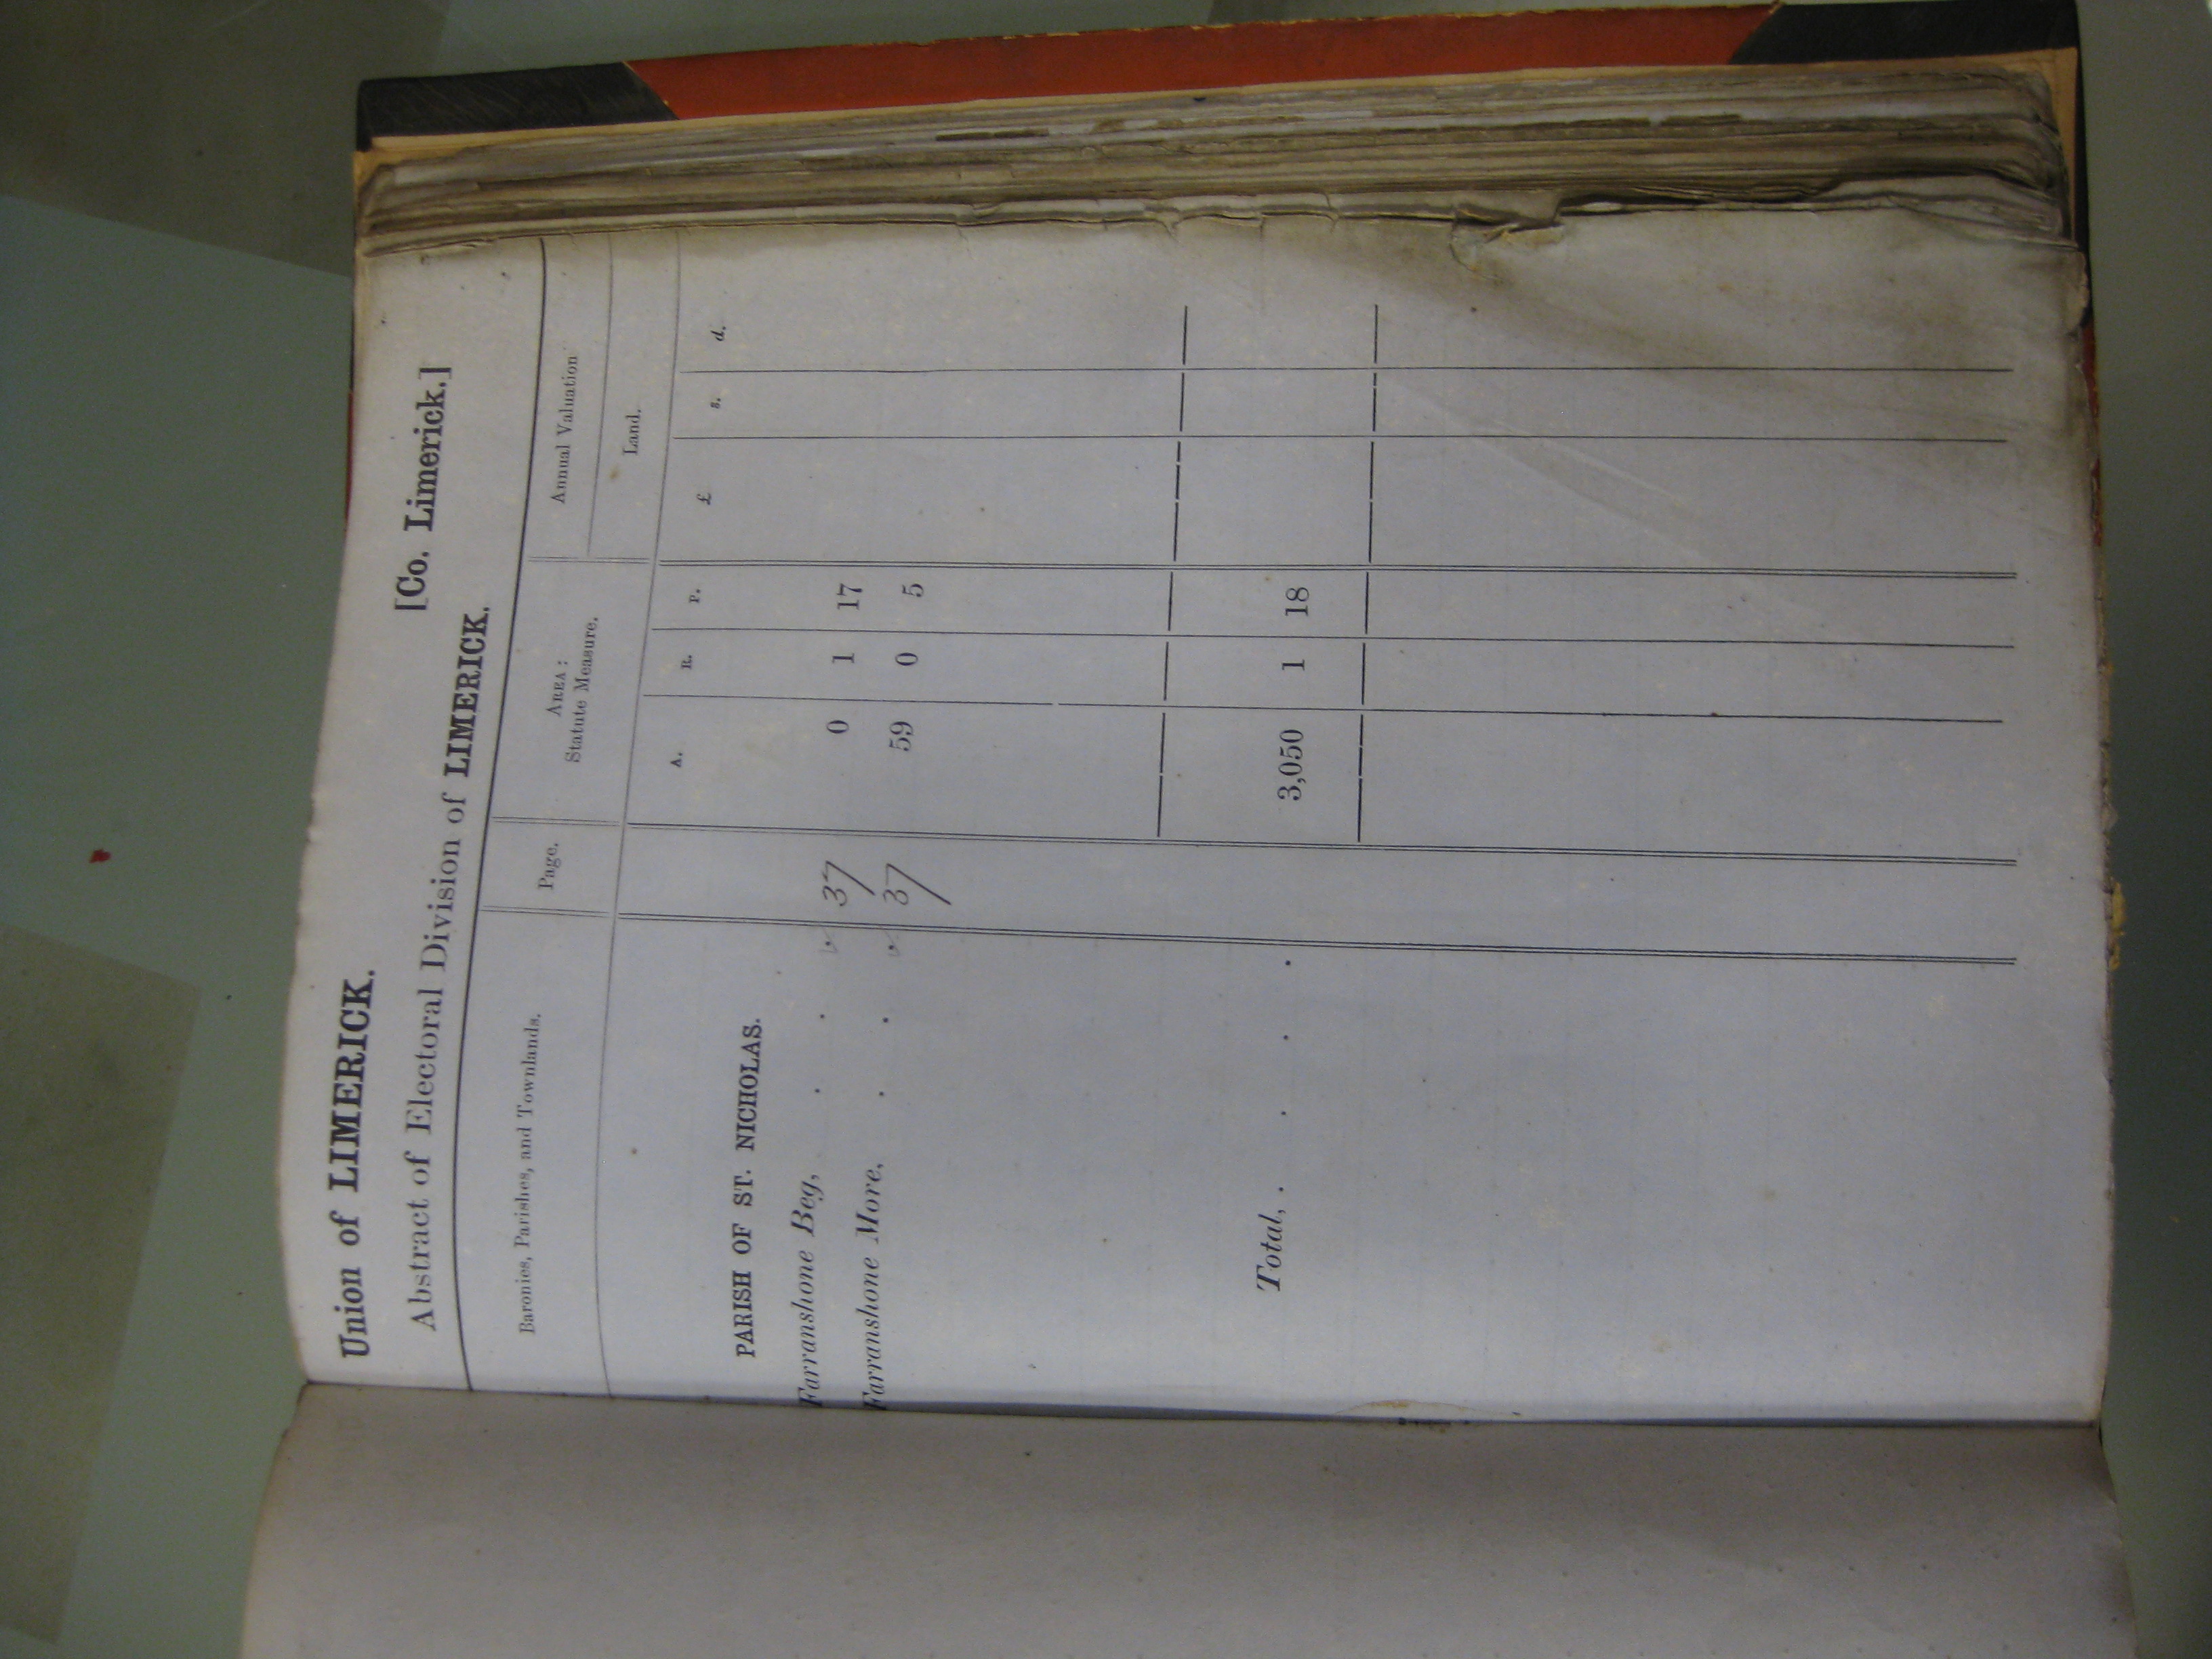 Union of LIMERICK.
[Co. Limerick.]
Abstract of Electoral Division of LIMERICK.
Baronies, Parishes, and Townlands. Page. AREA: Statute Measure. Annual Valuation
Land.
A. R. P. £ s. d.
PARISH OF ST. NICHOLAS.
Farranshone Beg, . . ✓ 37 0 1 17
Farranshone More, . . ✓ 37 59 0 5
Total, . . . . 3,050 1 18